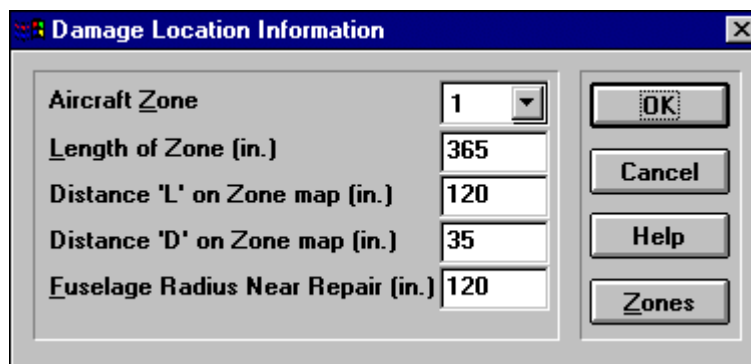 Damage Location Information
Aircraft Zone 1
Length of Zone (in.) 365
Distance 'L' on Zone map (in.) 120
Distance 'D' on Zone map (in.) 35
Fuselage Radius Near Repair (in.) 120
OK
Cancel
Help
Zones